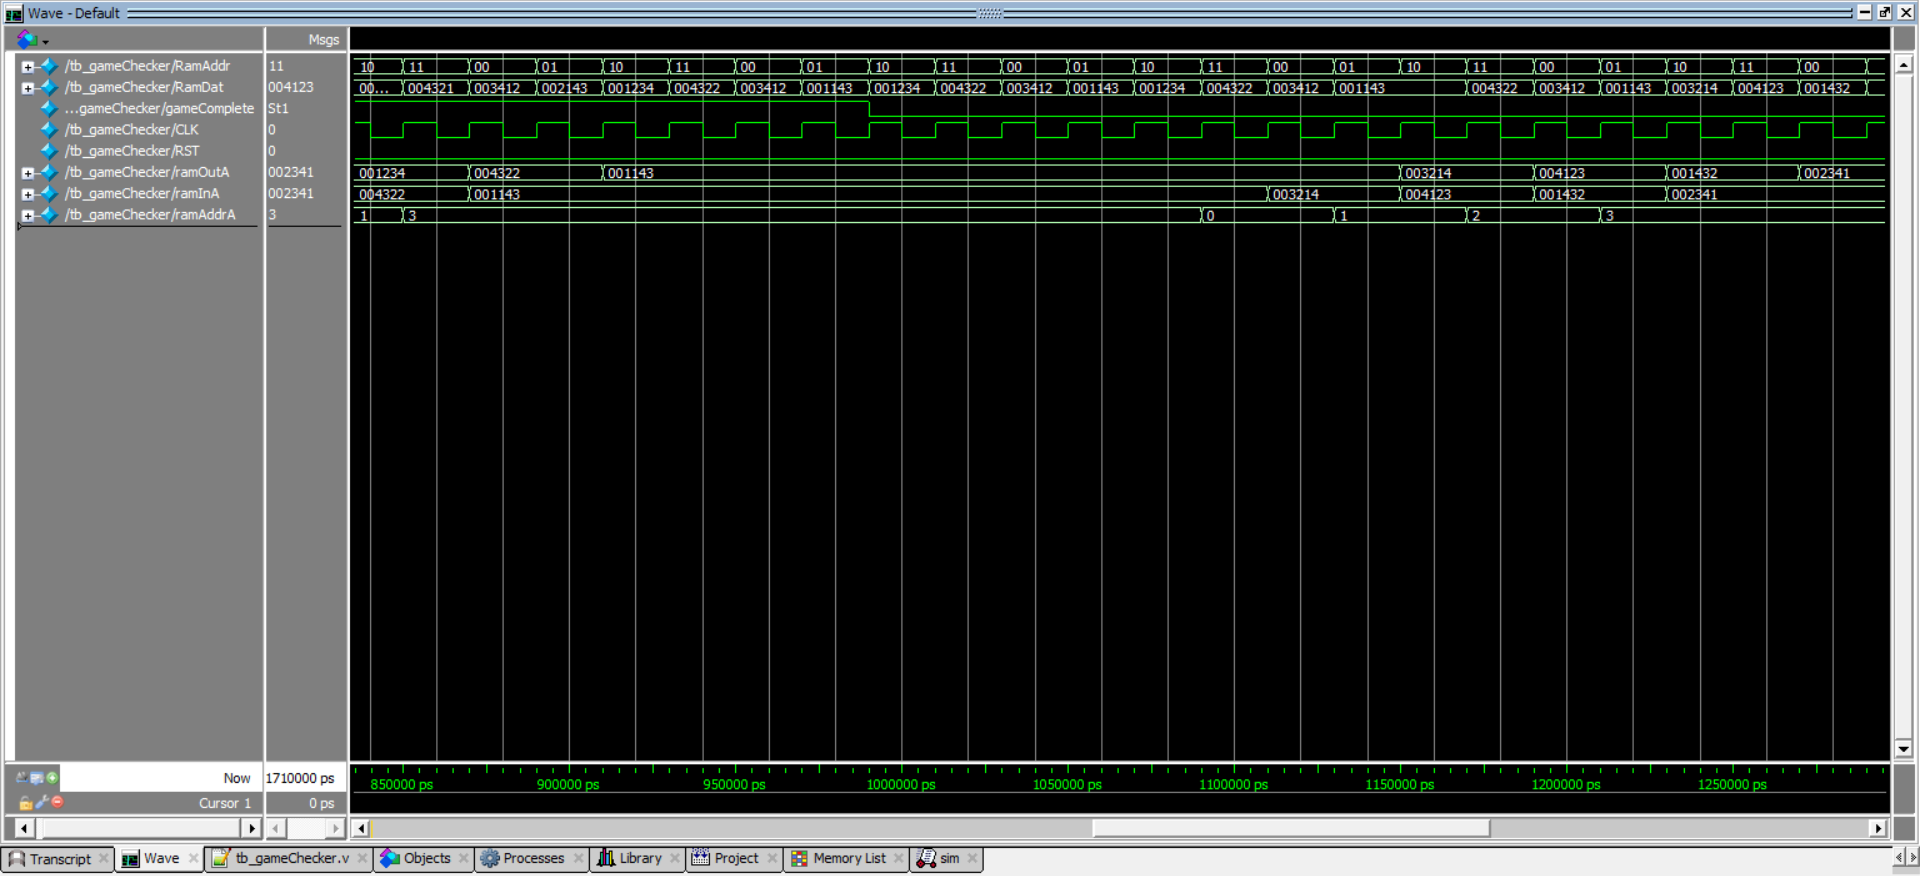 Wave - Default
Msgs
/tb_gameChecker/RamAddr 11 10 11 00 01 10 11 00 01 10 11 00 01 10 11 00 01 10 11 00 01 10 11 00
/tb_gameChecker/RamDat 004123 00... 004321 003412 002143 001234 004322 003412 001143 001234 004322 003412 001143 001234 004322 003412 001143 004322 003412 001143 003214 004123 001432
...gameChecker/gameComplete St1
/tb_gameChecker/CLK 0
/tb_gameChecker/RST 0
/tb_gameChecker/ramOutA 002341 001234 004322 001143 003214 004123 001432 002341
/tb_gameChecker/ramInA 002341 004322 001143 003214 004123 001432 002341
/tb_gameChecker/ramAddrA 3 1 3 0 1 2 3
Now 1710000 ps 850000 ps 900000 ps 950000 ps 1000000 ps 1050000 ps 1100000 ps 1150000 ps 1200000 ps 1250000 ps
Cursor 1 0 ps
Transcript Wave tb_gameChecker.v Objects Processes Library Project Memory List sim